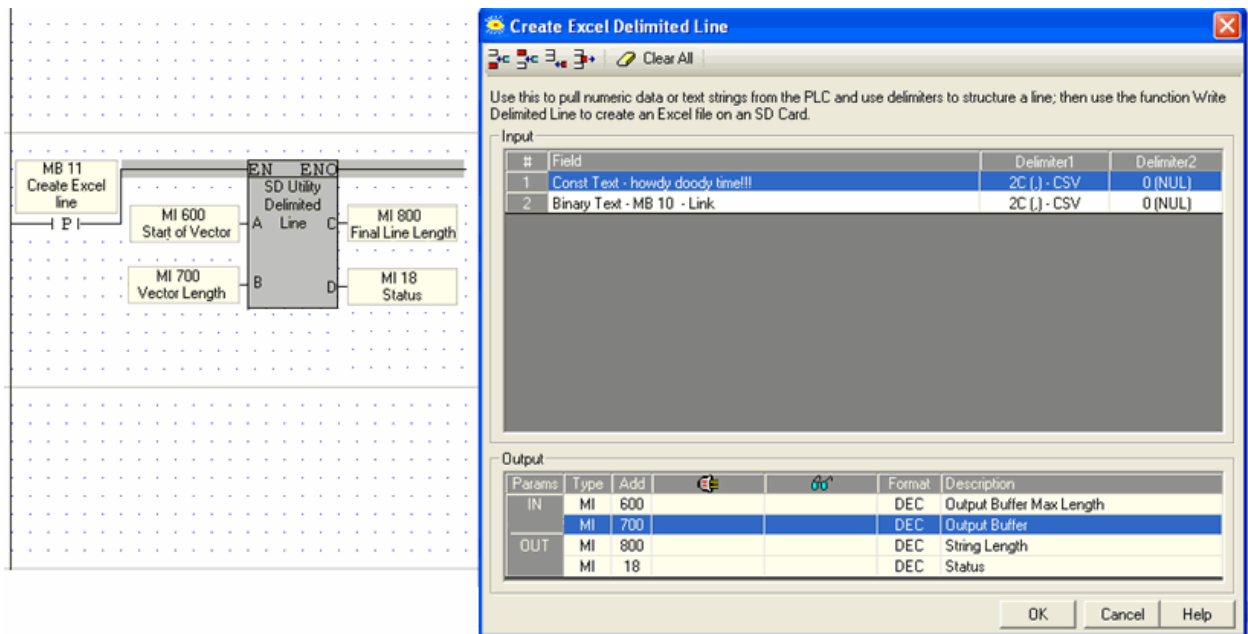 MB 11
Create Excel
line
P
EN ENO
SD Utility
Delimited
Line
A
B
C
D
MI 600
Start of Vector
MI 700
Vector Length
MI 800
Final Line Length
MI 18
Status
Create Excel Delimited Line
Clear All
Use this to pull numeric data or text strings from the PLC and use delimiters to structure a line; then use the function Write
Delimited Line to create an Excel file on an SD Card.
Input
# Field Delimiter1 Delimiter2
1 Const Text - howdy doody time!!! 2C (,) - CSV 0 (NUL)
2 Binary Text - MB 10 - Link 2C (,) - CSV 0 (NUL)
Output
Params Type Add Format Description
IN MI 600 DEC Output Buffer Max Length
MI 700 DEC Output Buffer
OUT MI 800 DEC String Length
MI 18 DEC Status
OK Cancel Help